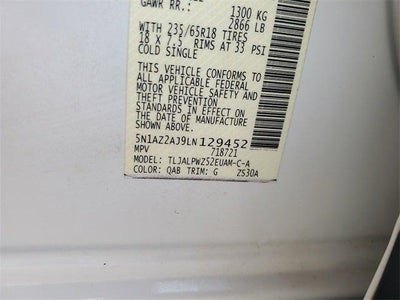 GAWR RR.: 1300 KG
2866 LB
WITH 235/65R18 TIRES
18 X 7.5 RIMS AT 33 PSI
COLD SINGLE
THIS VEHICLE CONFORMS TO ALL
APPLICABLE U.S. FEDERAL
MOTOR VEHICLE SAFETY AND THEFT
STANDARDS IN EFFECT ON
THE DATE OF MANUFACTURE
SHOWN ABOVE.
5N1AZ2AJ9LN129452
MPV 718721
MODEL: TLJALPWZ52EUAM-C-A
COLOR: QAB TRIM: G ZS30A